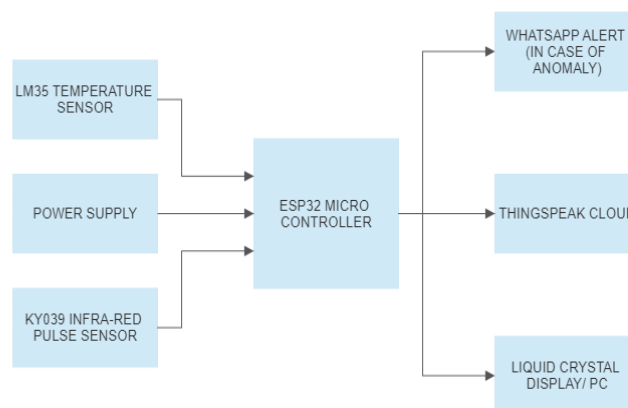 LM35 TEMPERATURE
SENSOR
POWER SUPPLY
KY039 INFRA-RED
PULSE SENSOR
ESP32 MICRO
CONTROLLER
WHATSAPP ALERT
(IN CASE OF
ANOMALY)
THINGSPEAK CLOUD
LIQUID CRYSTAL
DISPLAY/ PC